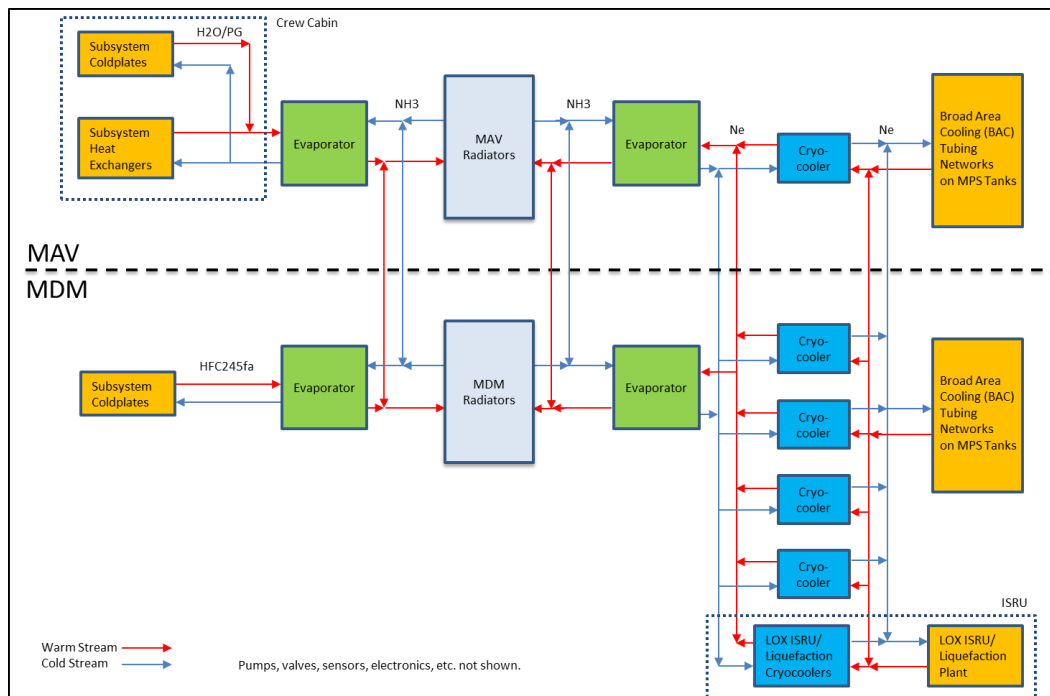 Crew Cabin
H2O/PG
Subsystem
Coldplates
Subsystem
Heat
Exchangers
Evaporator
NH3
MAV
Radiators
NH3
Evaporator
Ne
Cryo-
cooler
Ne
Broad Area
Cooling (BAC)
Tubing
Networks
on MPS Tanks
MAV
MDM
HFC245fa
Subsystem
Coldplates
Evaporator
MDM
Radiators
Evaporator
Cryo-
cooler
Cryo-
cooler
Cryo-
cooler
Cryo-
cooler
Broad Area
Cooling (BAC)
Tubing
Networks
on MPS Tanks
ISRU
LOX ISRU/
Liquefaction
Cryocoolers
LOX ISRU/
Liquefaction
Plant
Warm Stream
Cold Stream
Pumps, valves, sensors, electronics, etc. not shown.